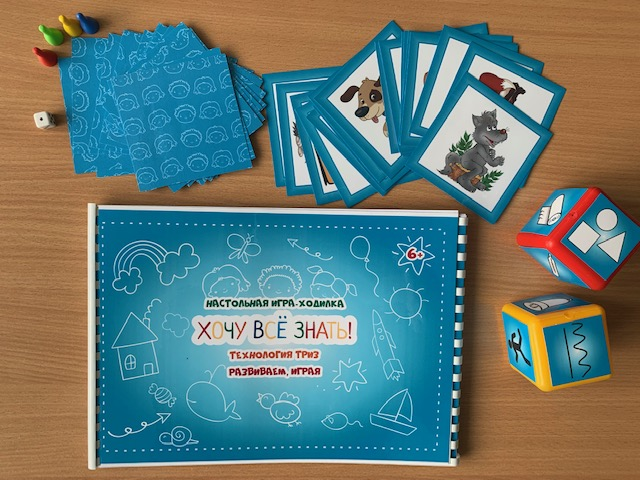 6+
НАСТОЛЬНАЯ ИГРА-ХОДИЛКА
ХОЧУ ВСЁ ЗНАТЬ!
ТЕХНОЛОГИЯ ТРИЗ
РАЗВИВАЕМ, ИГРАЯ